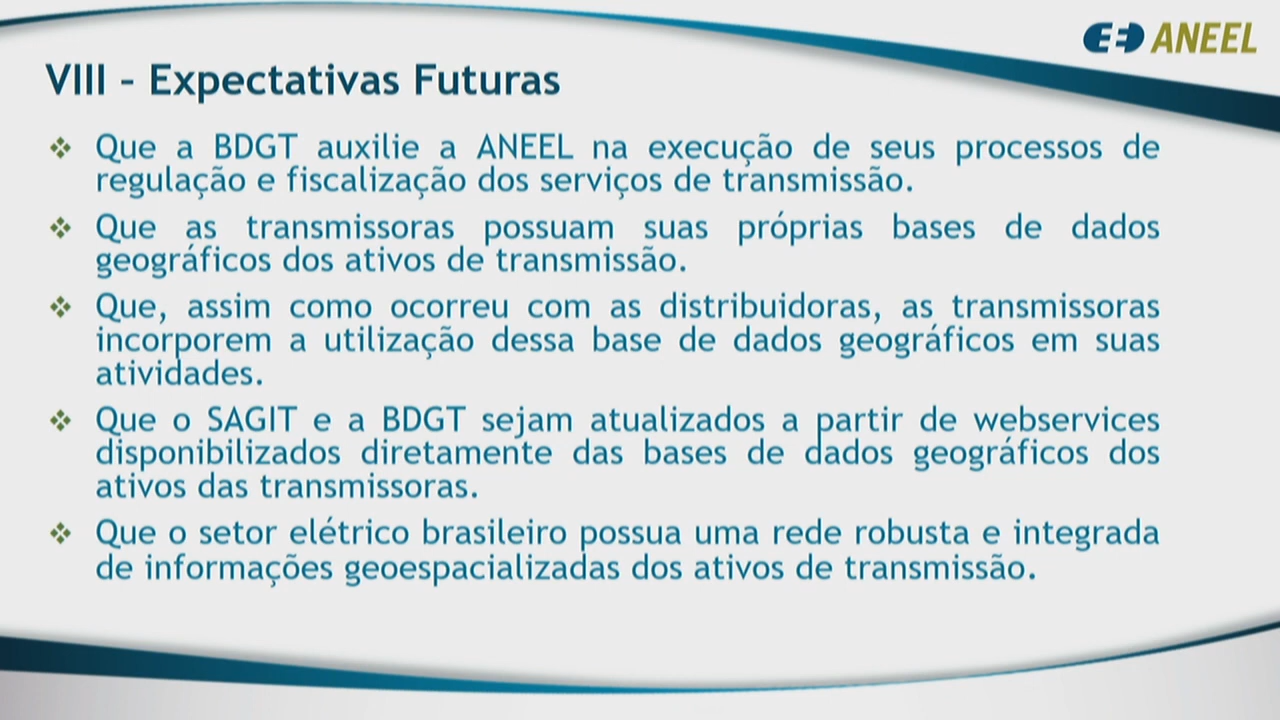 ANEEL
VIII – Expectativas Futuras
Que a BDGT auxilie a ANEEL na execução de seus processos de
regulação e fiscalização dos serviços de transmissão.
Que as transmissoras possuam suas próprias bases de dados
geográficos dos ativos de transmissão.
Que, assim como ocorreu com as distribuidoras, as transmissoras
incorporem a utilização dessa base de dados geográficos em suas
atividades.
Que o SAGIT e a BDGT sejam atualizados a partir de webservices
disponibilizados diretamente das bases de dados geográficos dos
ativos das transmissoras.
Que o setor elétrico brasileiro possua uma rede robusta e integrada
de informações geoespacializadas dos ativos de transmissão.